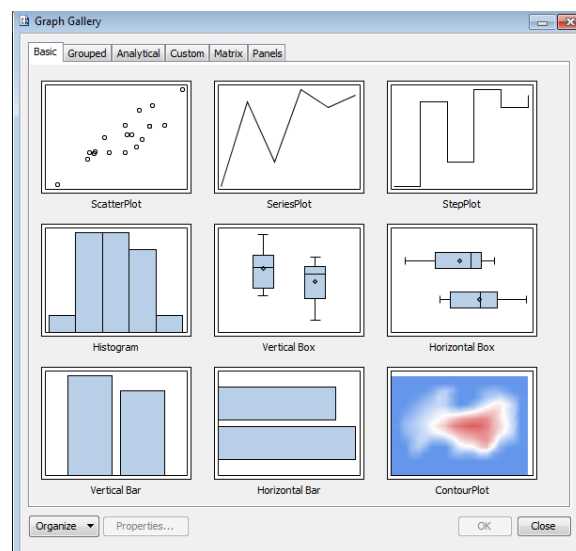 Graph Gallery
Basic Grouped Analytical Custom Matrix Panels
ScatterPlot SeriesPlot StepPlot
Histogram Vertical Box Horizontal Box
Vertical Bar Horizontal Bar ContourPlot
Organize Properties... OK Close